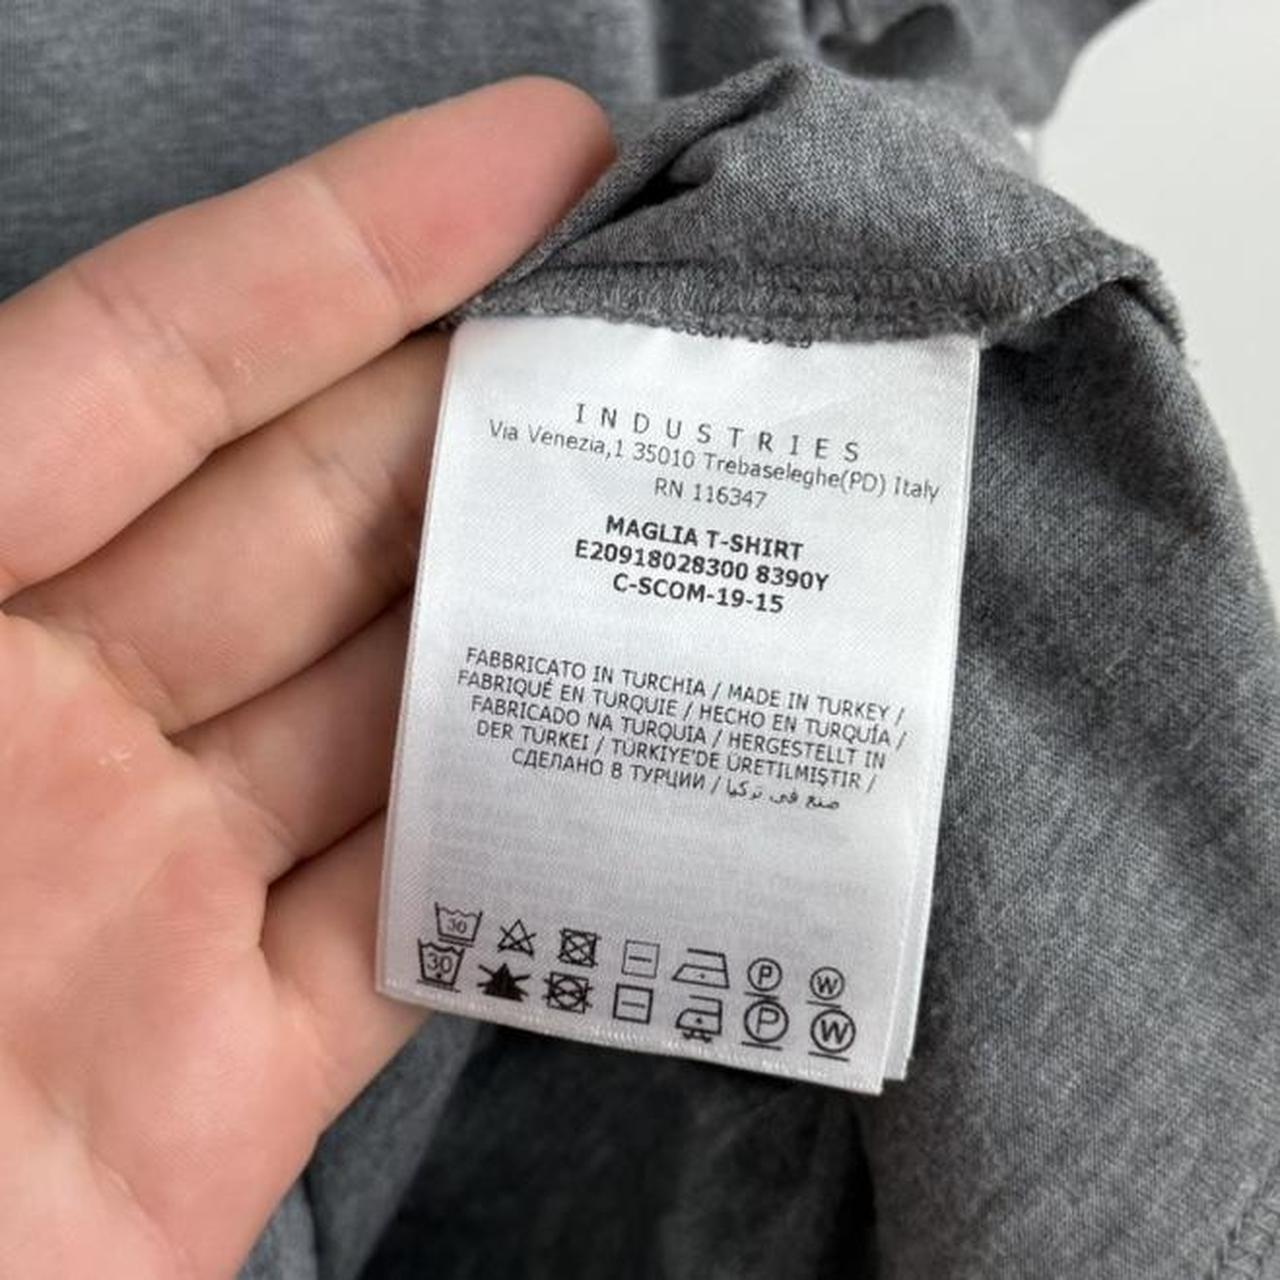 INDUSTRIES
Via Venezia,1 35010 Trebaseleghe(PD) Italy
RN 116347
MAGLIA T-SHIRT
E20918028300 8390Y
C-SCOM-19-15
FABBRICATO IN TURCHIA / MADE IN TURKEY /
FABRIQUÉ EN TURQUIE / HECHO EN TURQUÍA /
FABRICADO NA TURQUIA / HERGESTELLT IN
DER TÜRKEI / TÜRKIYE'DE ÜRETILMIŞTIR /
СДЕЛАНО В ТУРЦИИ / صنع في تركيا
30 P W
30 P W